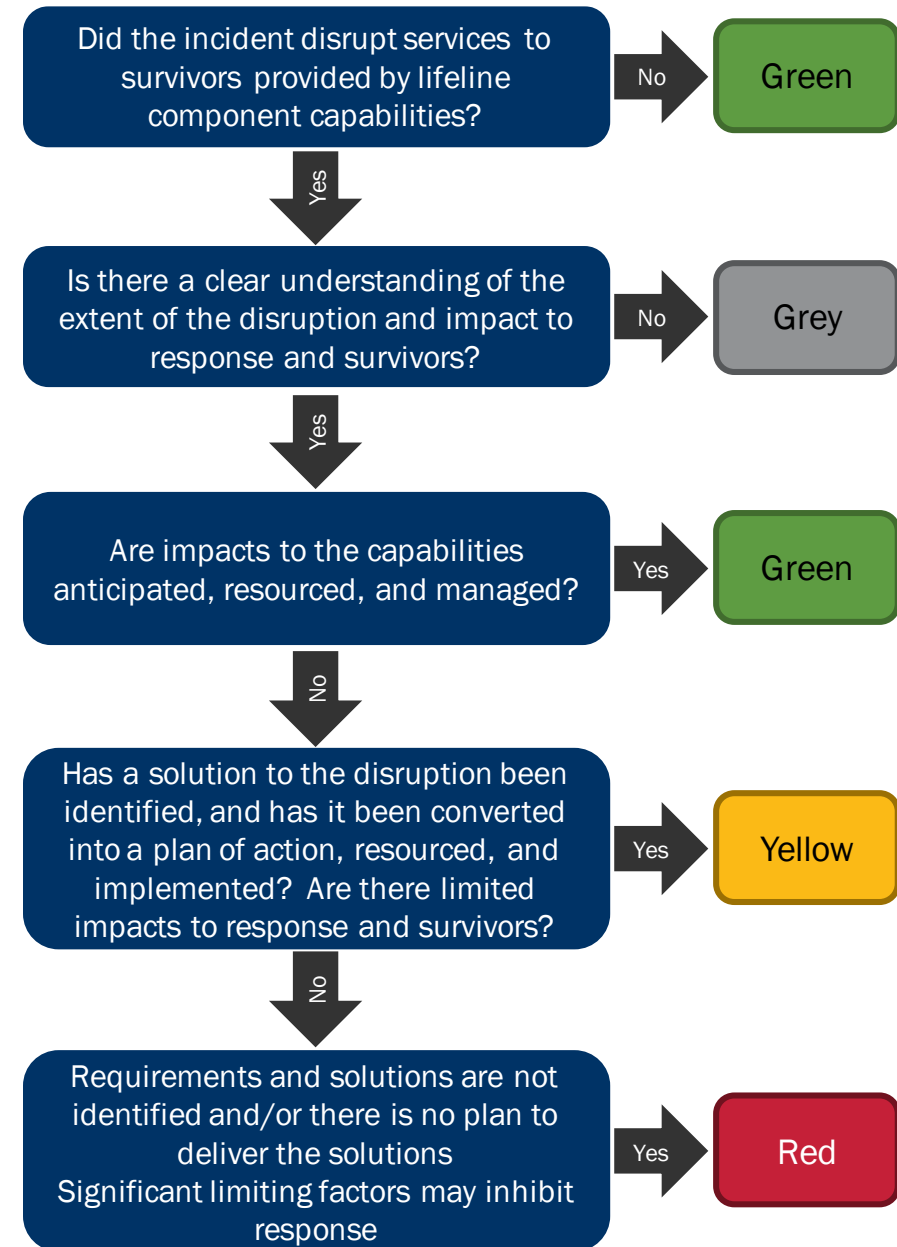 Did the incident disrupt services to
survivors provided by lifeline
component capabilities?
No
Green
Yes
Is there a clear understanding of the
extent of the disruption and impact to
response and survivors?
No
Grey
Yes
Are impacts to the capabilities
anticipated, resourced, and managed?
Yes
Green
No
Has a solution to the disruption been
identified, and has it been converted
into a plan of action, resourced, and
implemented? Are there limited
impacts to response and survivors?
Yes
Yellow
No
Requirements and solutions are not
identified and/or there is no plan to
deliver the solutions
Significant limiting factors may inhibit
response
Yes
Red